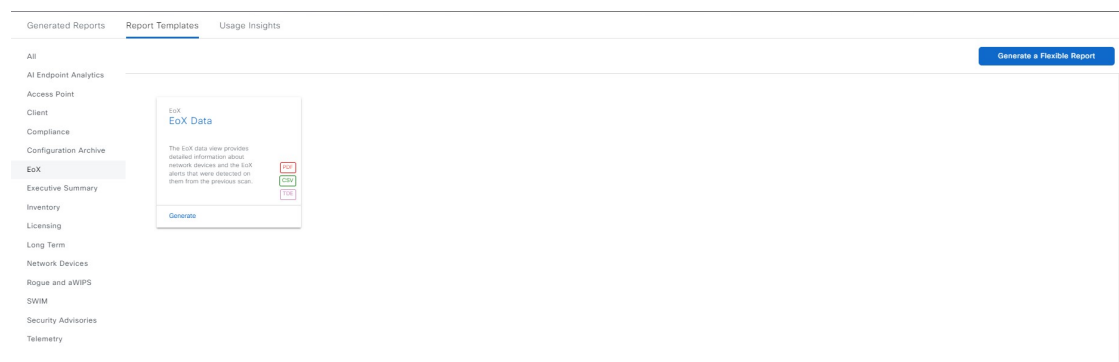 Generated Reports Report Templates Usage Insights
Generate a Flexible Report
All
AI Endpoint Analytics
Access Point
Client
Compliance
Configuration Archive
EoX
Executive Summary
Inventory
Licensing
Long Term
Network Devices
Rogue and aWIPS
SWIM
Security Advisories
Telemetry
EoX
EoX Data
The EoX data view provides
detailed information about
network devices and the EoX
alerts that were detected on
them from the previous scan.
PDF
CSV
TDE
Generate